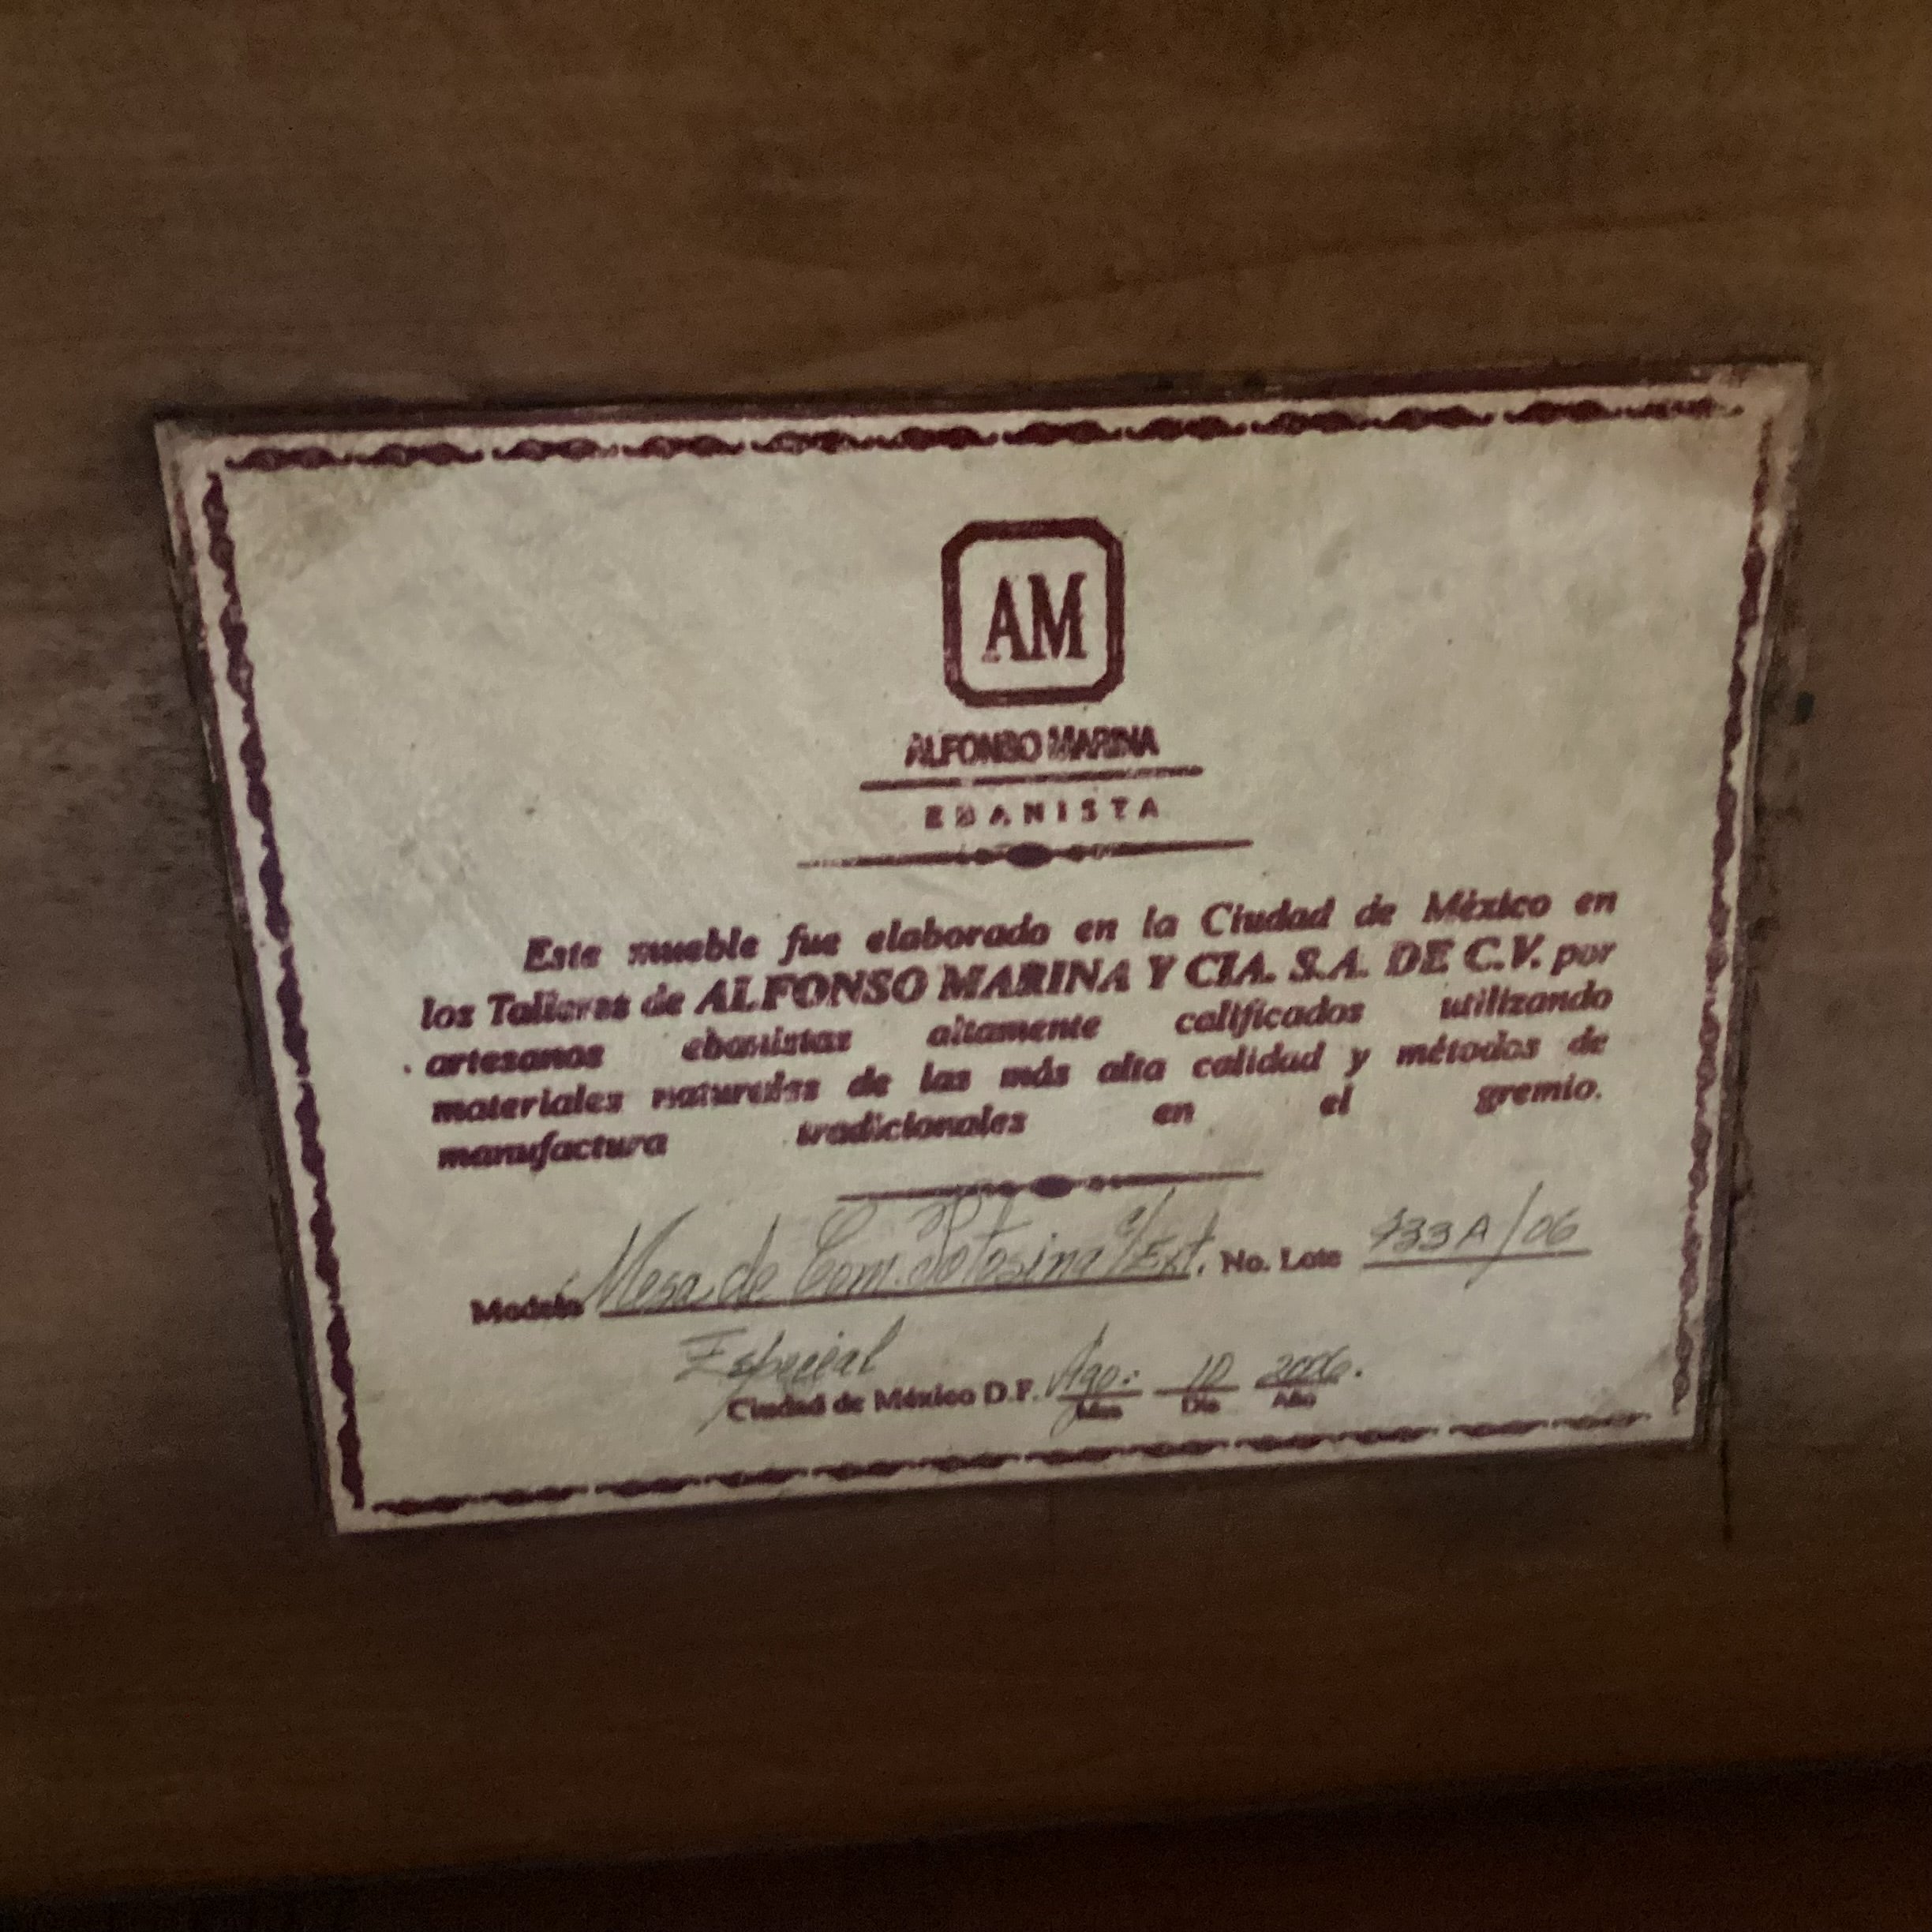 AM
ALFONSO MARINA
EBANISTA
Este mueble fue elaborado en la Ciudad de México en
los Talleres de ALFONSO MARINA Y CIA. S.A. DE C.V. por
artesanos ebanistas altamente calificados utilizando
materiales naturales de las más alta calidad y métodos de
manufactura tradicionales en el gremio.
Modelo Mesa de Com. Potosina c/Ext. No. Lote 733A/06
Especial
Ciudad de México D.F. Ago. 10 2006.
Mes Día Año